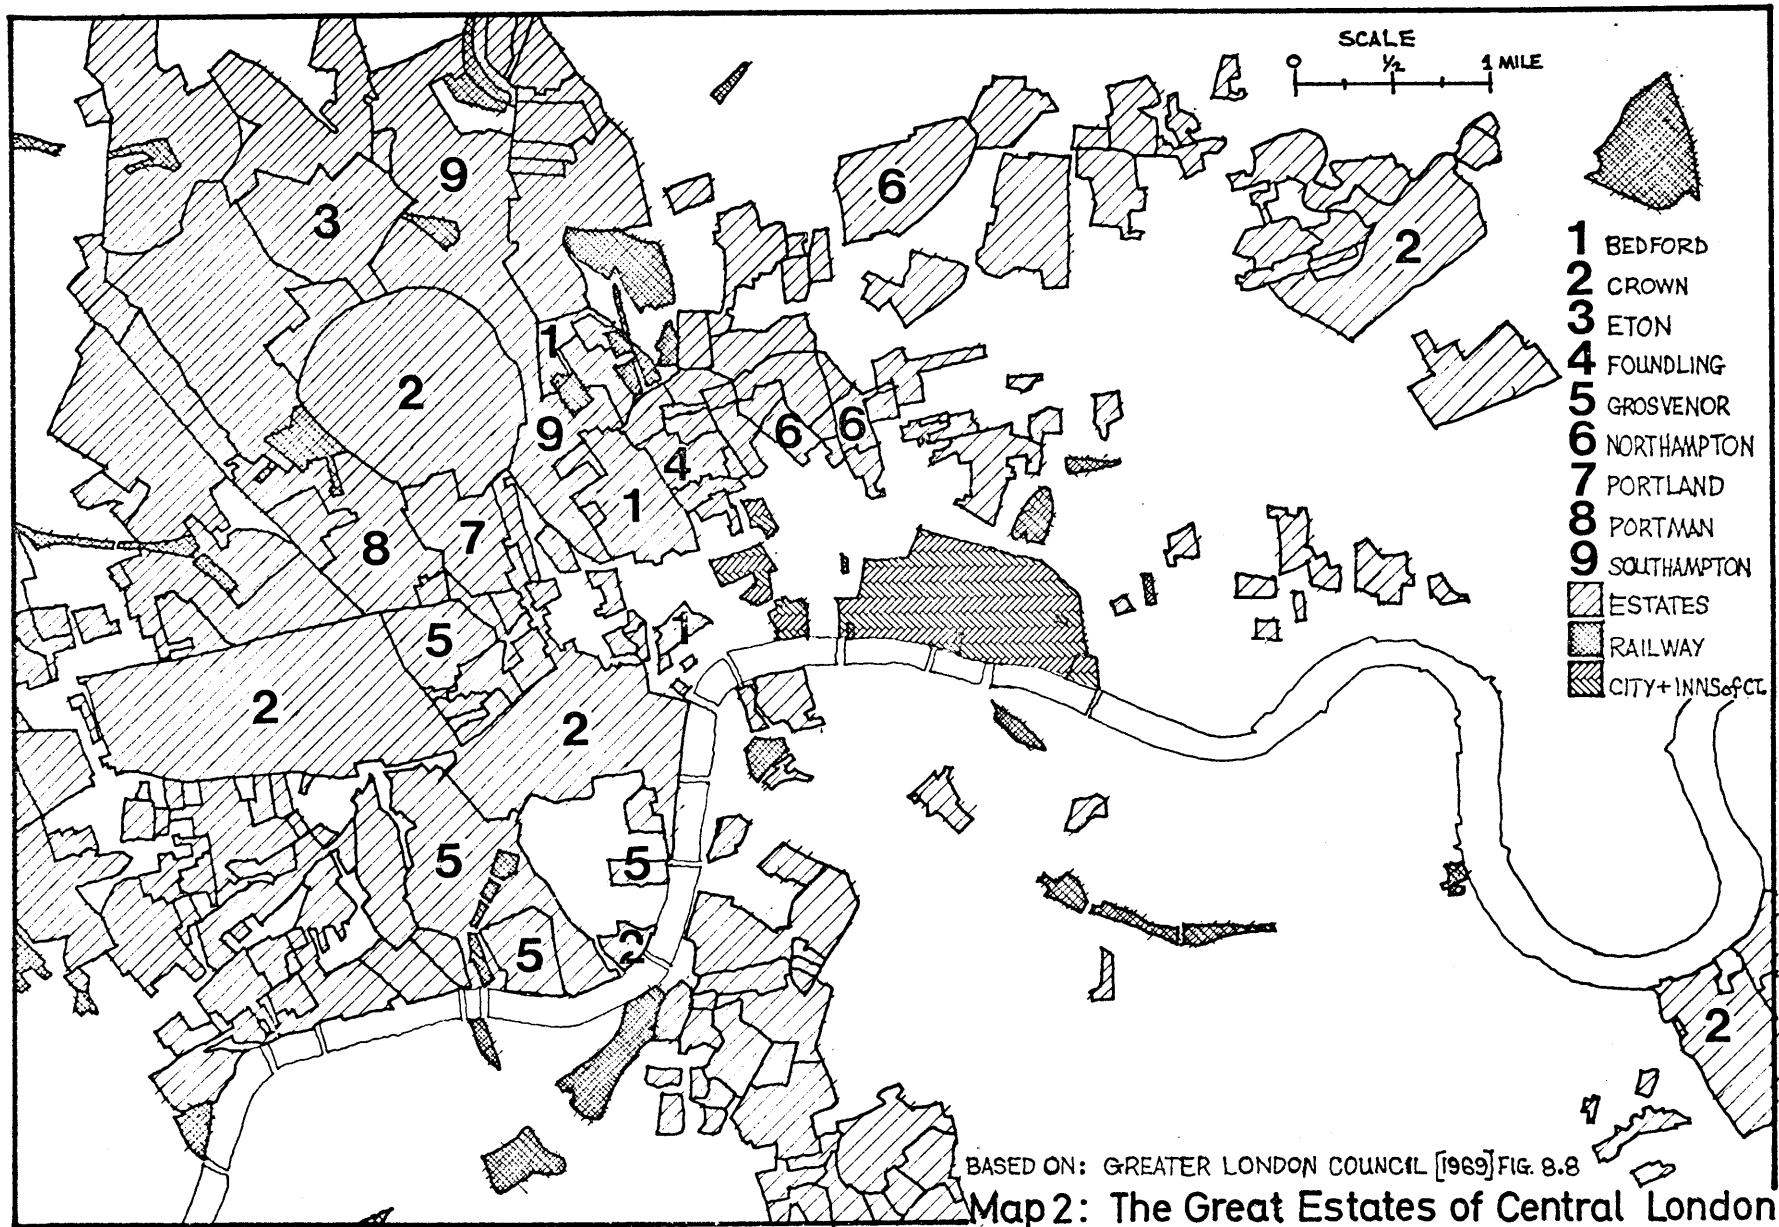 SCALE
0 1/2 1 MILE
9
3
6
2
1
2
9
6
6
4
1
8
7
5
1
2
2
5
5
5
2
2
1 BEDFORD
2 CROWN
3 ETON
4 FOUNDLING
5 GROSVENOR
6 NORTHAMPTON
7 PORTLAND
8 PORTMAN
9 SOUTHAMPTON
ESTATES
RAILWAY
CITY + INNS of CT.
BASED ON: GREATER LONDON COUNCIL [1969] FIG. 8.8
Map 2: The Great Estates of Central London